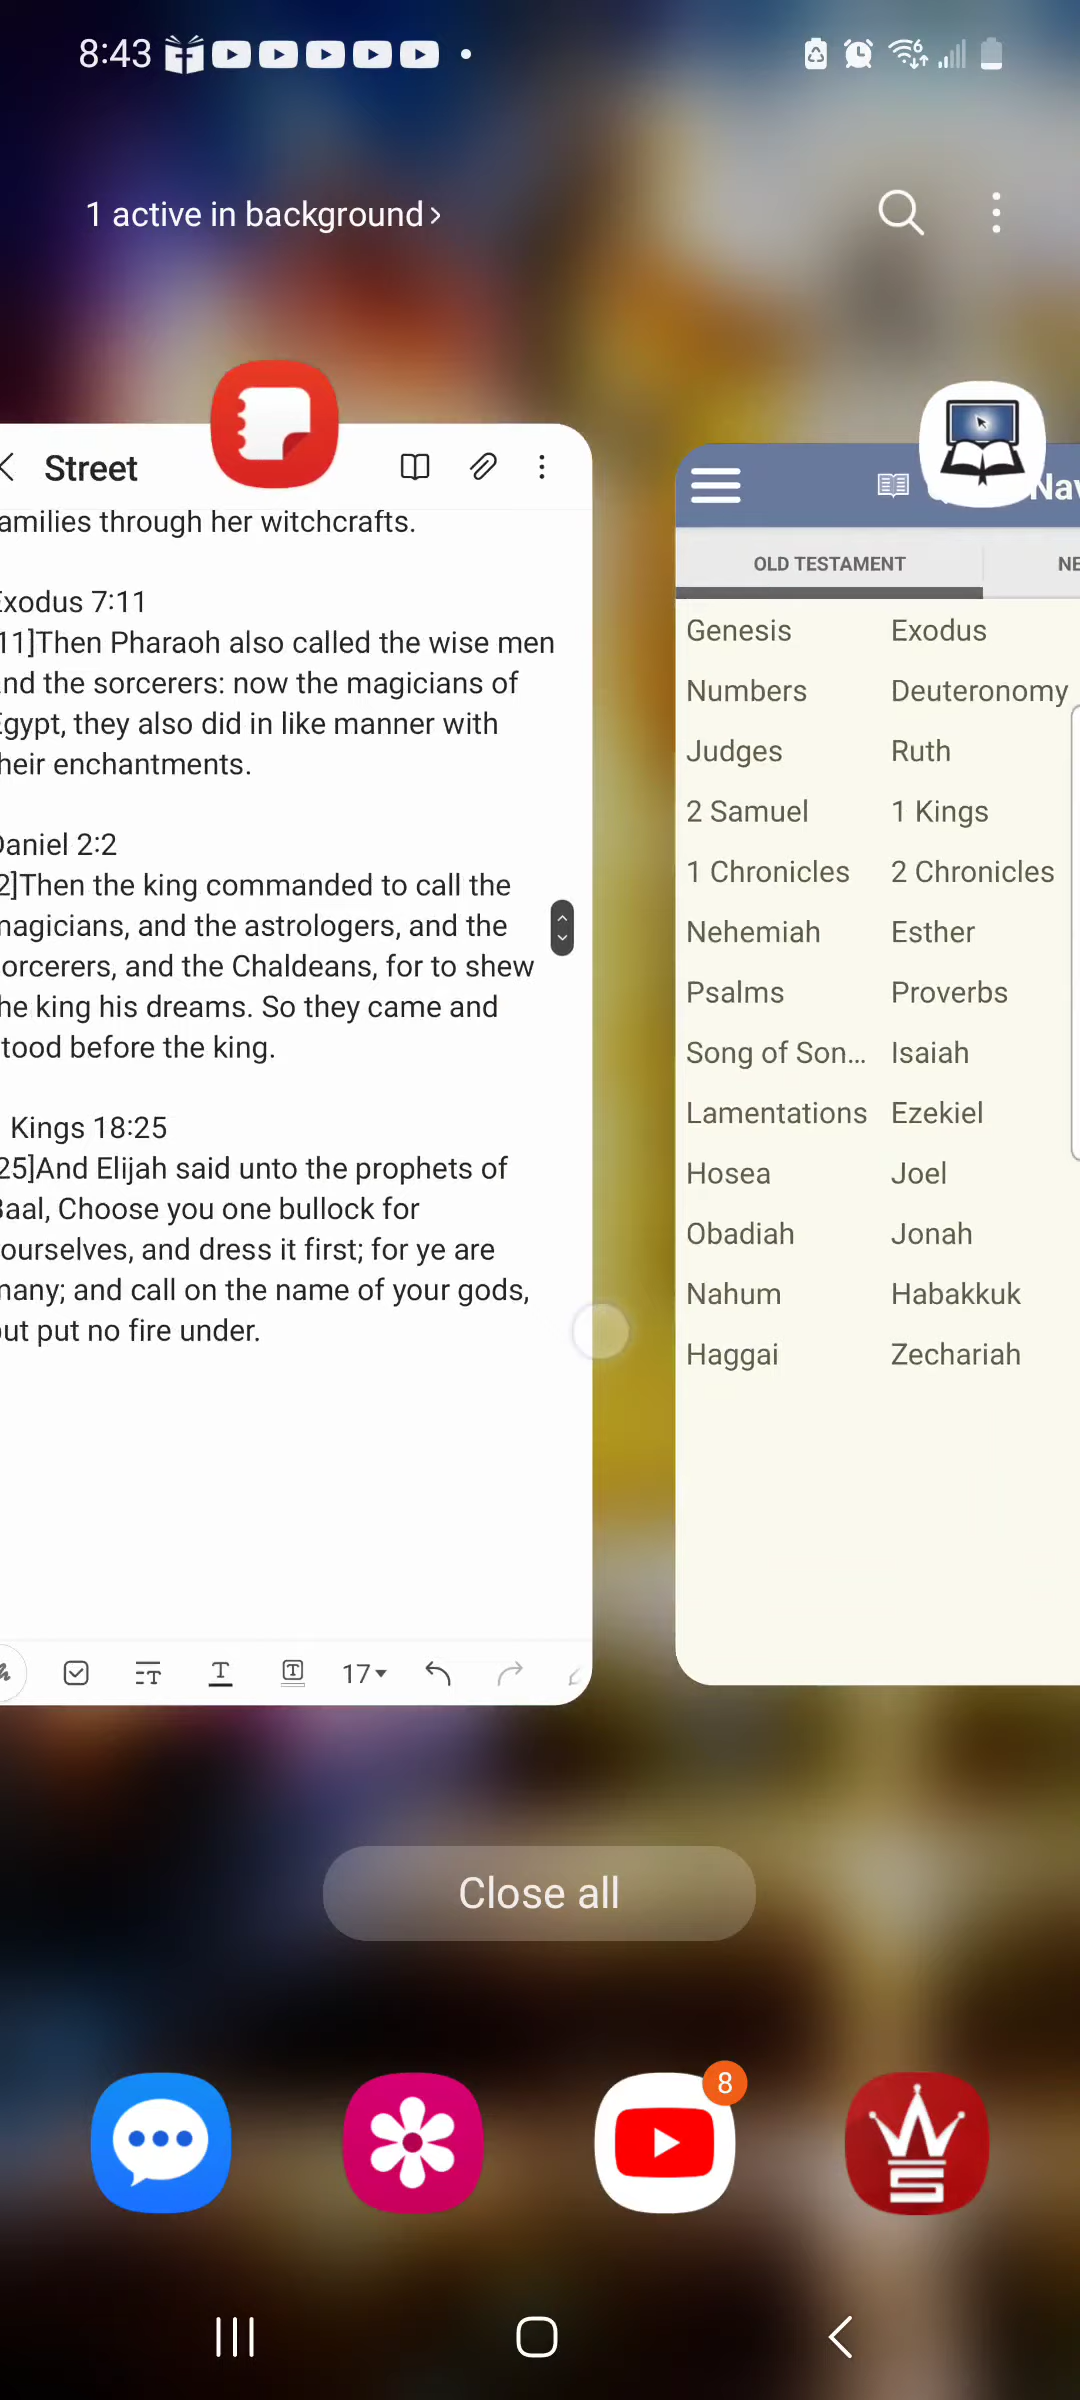 8:43
6
1 active in background >
Street
amilies through her witchcrafts.
xodus 7:11
11]Then Pharaoh also called the wise men
nd the sorcerers: now the magicians of
gypt, they also did in like manner with
heir enchantments.
Daniel 2:2
2]Then the king commanded to call the
magicians, and the astrologers, and the
orcerers, and the Chaldeans, for to shew
he king his dreams. So they came and
tood before the king.
Kings 18:25
25]And Elijah said unto the prophets of
Baal, Choose you one bullock for
ourselves, and dress it first; for ye are
many; and call on the name of your gods,
but put no fire under.
17
Nav
OLD TESTAMENT
NE
Genesis Exodus
Numbers Deuteronomy
Judges Ruth
2 Samuel 1 Kings
1 Chronicles 2 Chronicles
Nehemiah Esther
Psalms Proverbs
Song of Son... Isaiah
Lamentations Ezekiel
Hosea Joel
Obadiah Jonah
Nahum Habakkuk
Haggai Zechariah
Close all
8